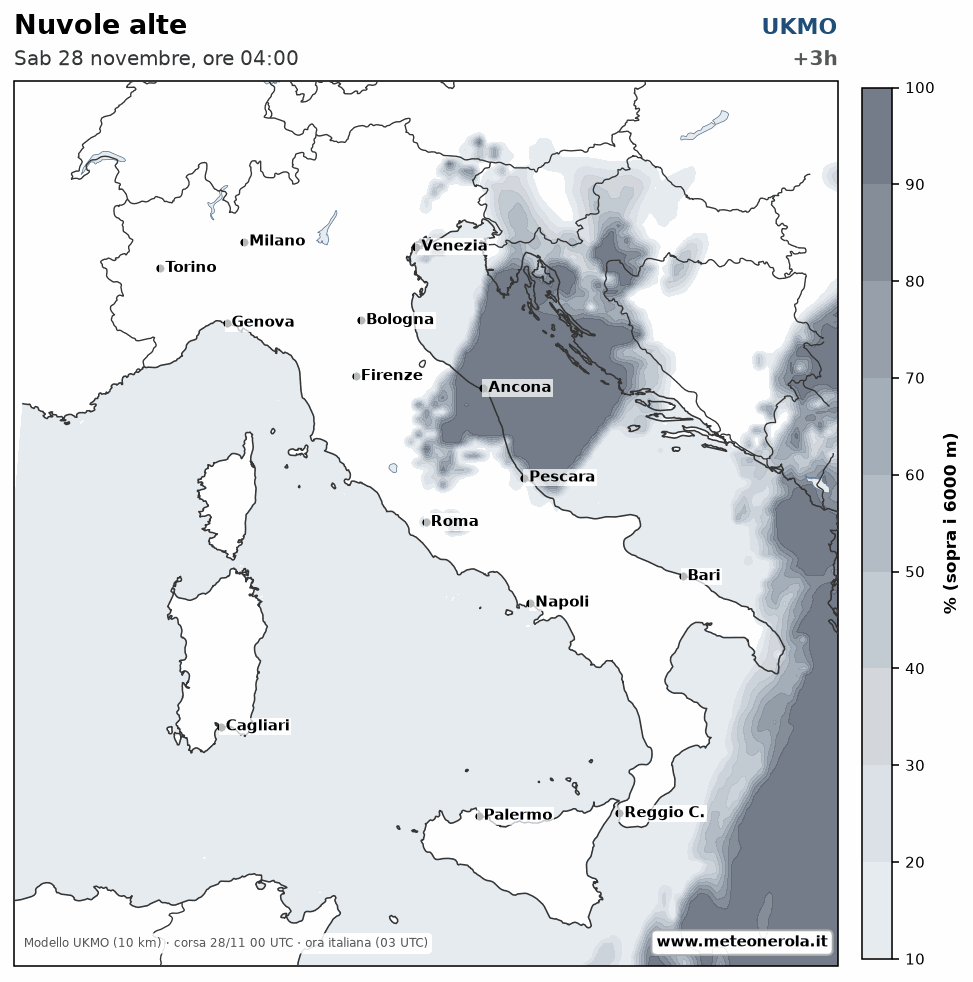 Nuvole alte
UKMO
Sab 28 novembre, ore 04:00
+3h
100
90
80
70
60
50
40
30
20
10
% (sopra i 6000 m)
Milano
Venezia
Torino
Genova
Bologna
Firenze
Ancona
Pescara
Roma
Bari
Napoli
Cagliari
Palermo
Reggio C.
Modello UKMO (10 km) · corsa 28/11 00 UTC · ora italiana (03 UTC)
www.meteonerola.it